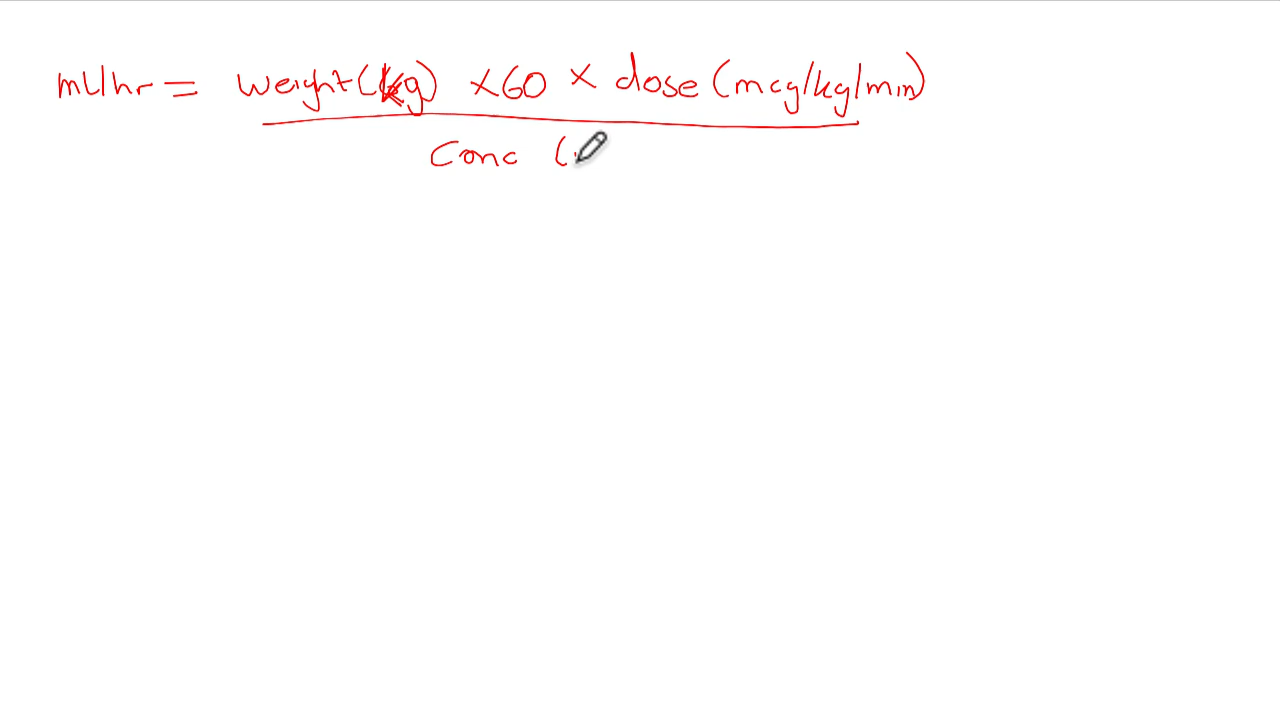 mL/hr = weight(kg) x60 x dose (mcg/kg/min)
Conc (